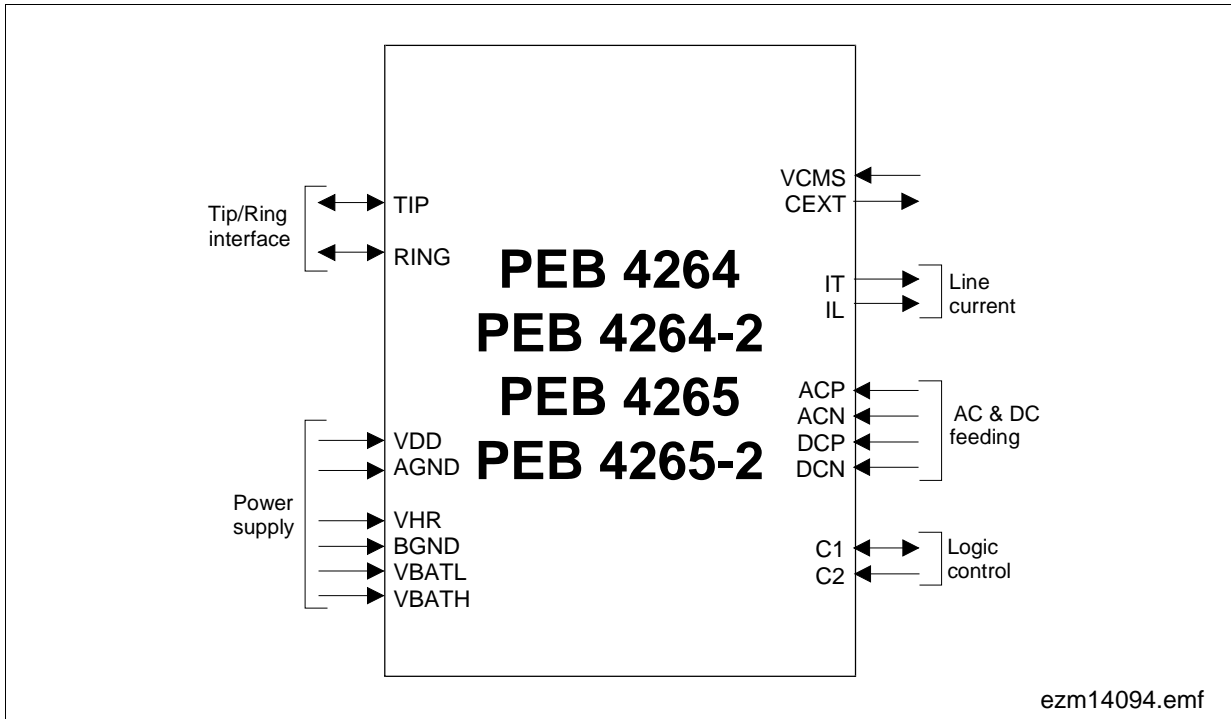 Tip/Ring
interface
TIP
RING
Power
supply
VDD
AGND
VHR
BGND
VBATL
VBATH
PEB 4264
PEB 4264-2
PEB 4265
PEB 4265-2
VCMS
CEXT
IT
IL
Line
current
ACP
ACN
DCP
DCN
AC & DC
feeding
C1
C2
Logic
control
ezm14094.emf